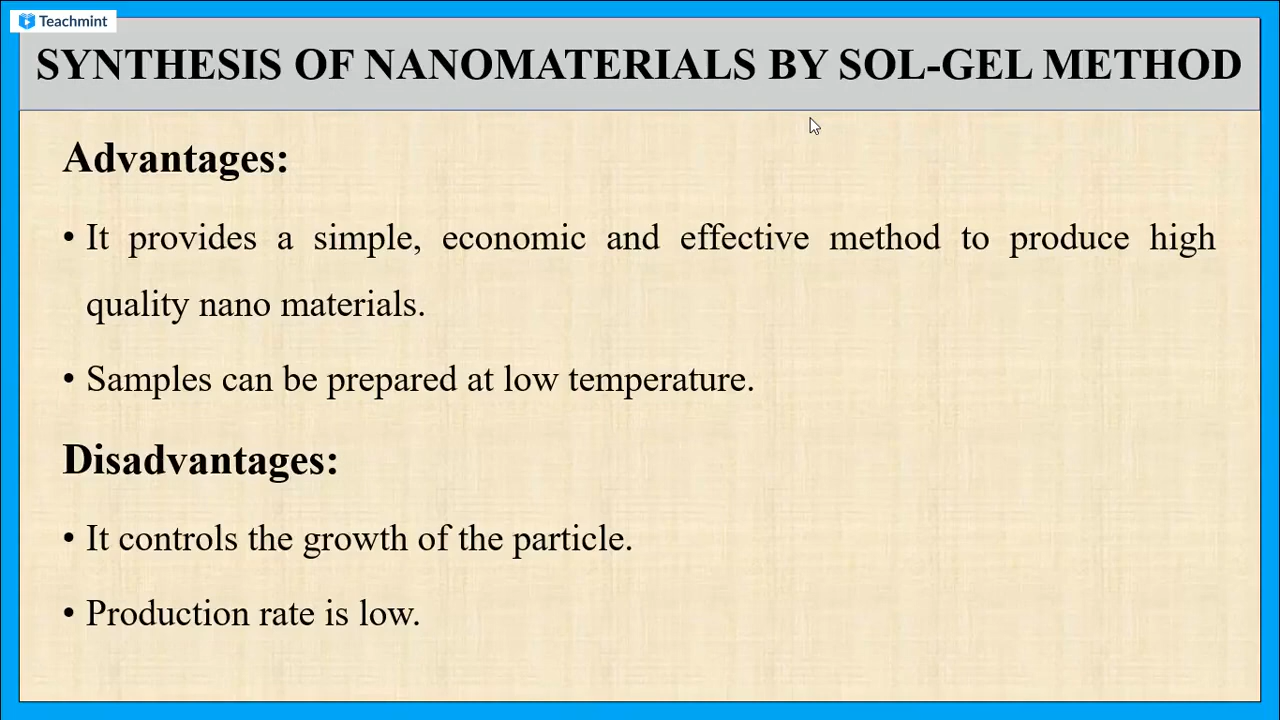 Teachmint
SYNTHESIS OF NANOMATERIALS BY SOL-GEL METHOD
Advantages:
• It provides a simple, economic and effective method to produce high
quality nano materials.
• Samples can be prepared at low temperature.
Disadvantages:
• It controls the growth of the particle.
• Production rate is low.